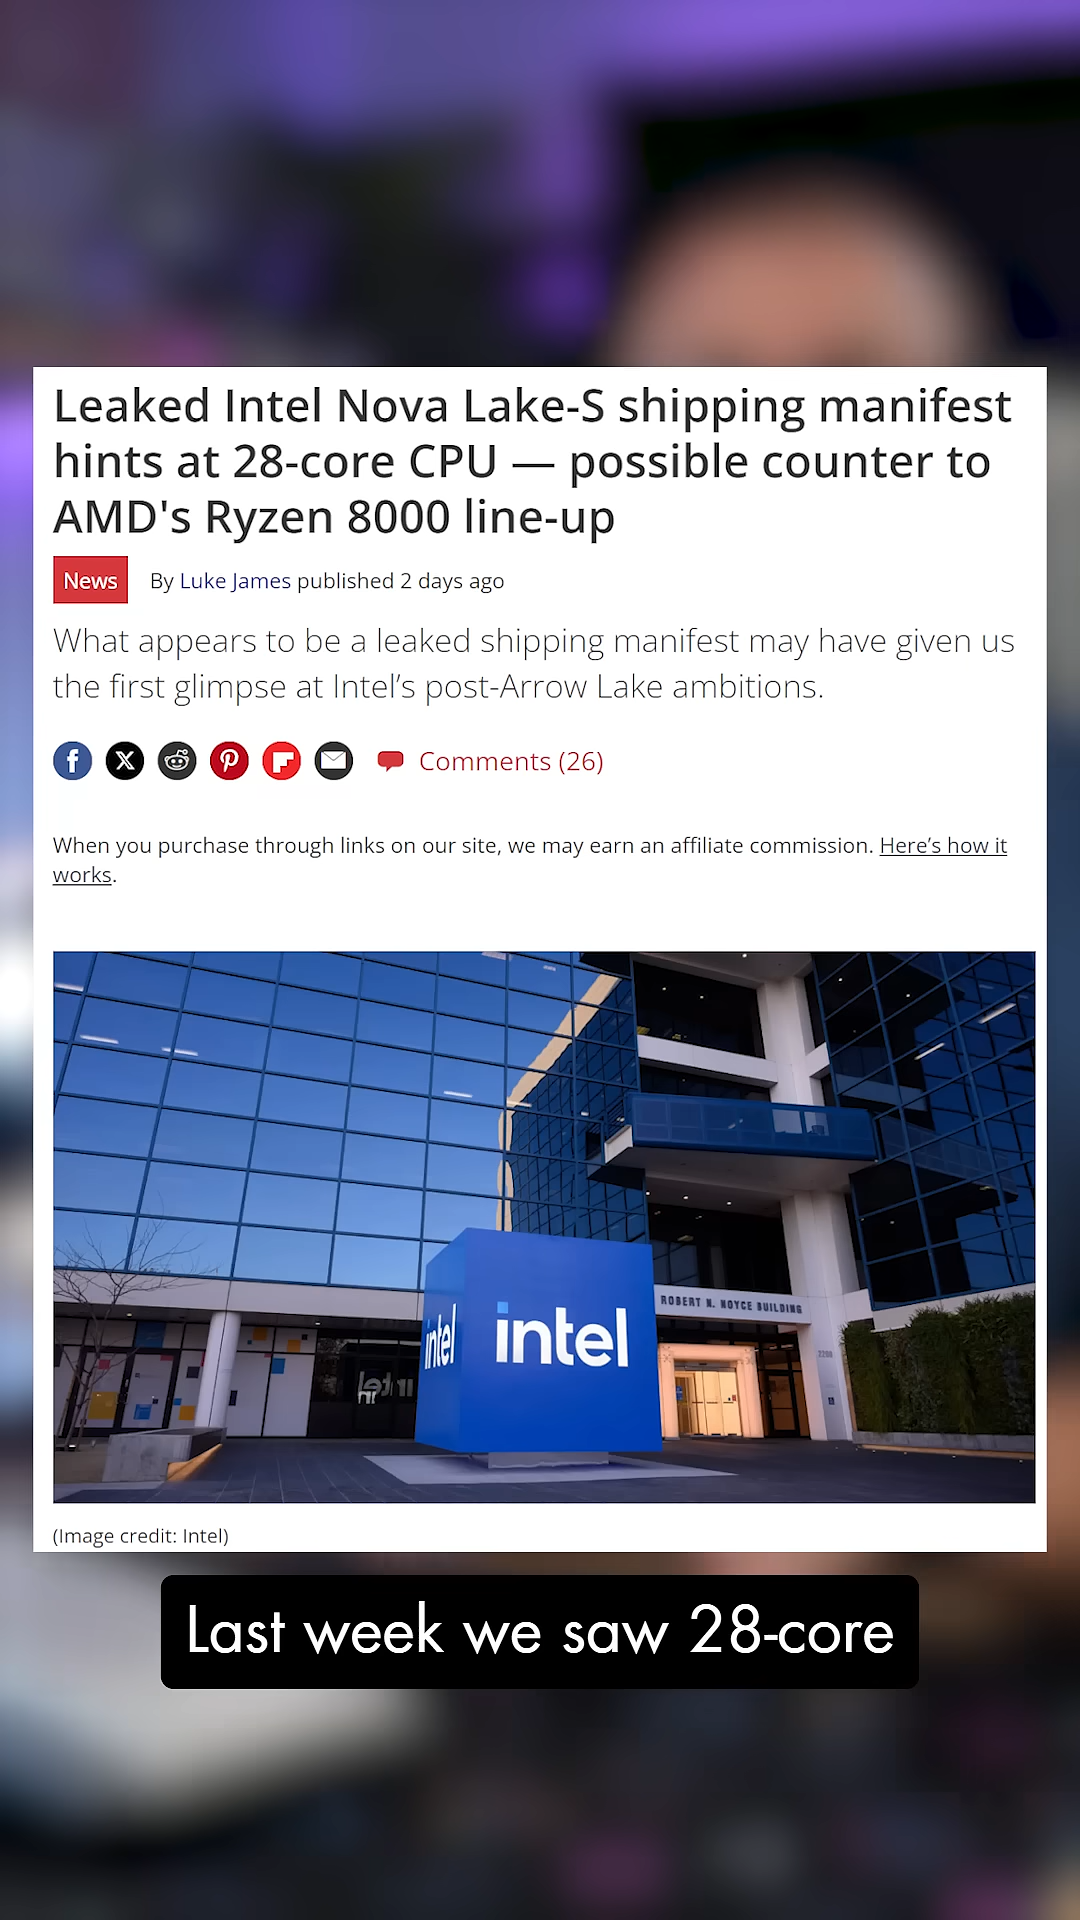 Leaked Intel Nova Lake-S shipping manifest
hints at 28-core CPU — possible counter to
AMD's Ryzen 8000 line-up
News By Luke James published 2 days ago
What appears to be a leaked shipping manifest may have given us
the first glimpse at Intel’s post-Arrow Lake ambitions.
Comments (26)
When you purchase through links on our site, we may earn an affiliate commission. Here’s how it
works.
ROBERT N. NOYCE BUILDING
2200
intel
intel
intel
(Image credit: Intel)
Last week we saw 28-core